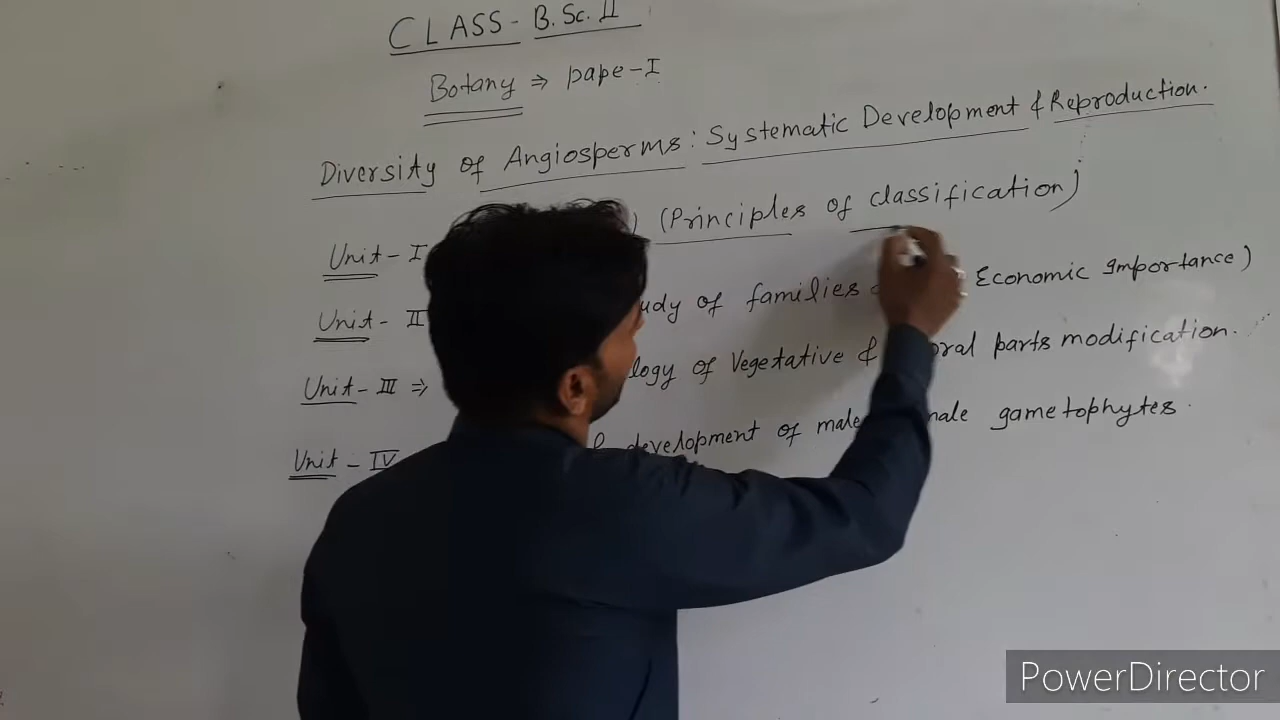 CLASS - B.Sc. II
Botany ⇒ pape-I
Diversity of Angiosperms: Systematic Development & Reproduction.
Unit - I ) (Principles of classification)
Unit - II udy of families Economic Importance)
Unit - III ⇒ logy of Vegetative & oral parts modification.
Unit - IV & development of male male gametophytes.
PowerDirector